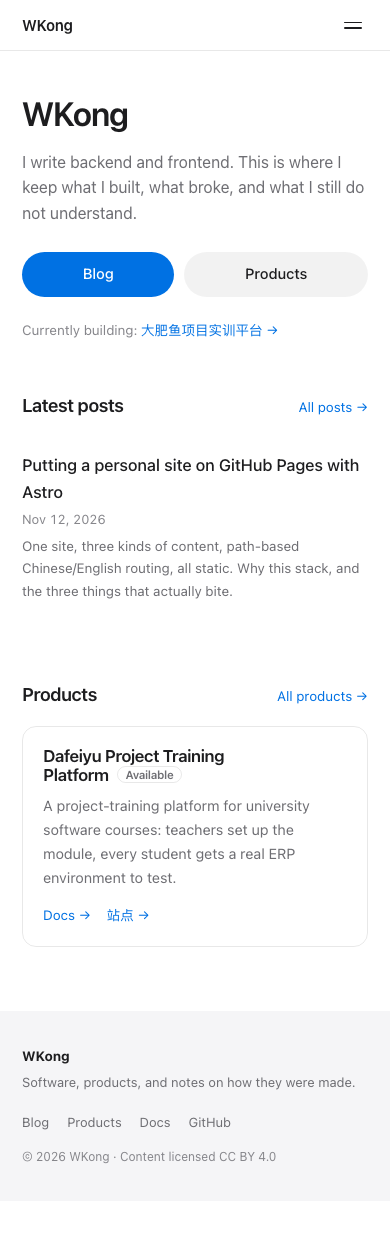 WKong
WKong
I write backend and frontend. This is where I
keep what I built, what broke, and what I still do
not understand.
Blog
Products
Currently building: 大肥鱼项目实训平台 →
Latest posts
All posts →
Putting a personal site on GitHub Pages with
Astro
Nov 12, 2026
One site, three kinds of content, path-based
Chinese/English routing, all static. Why this stack, and
the three things that actually bite.
Products
All products →
Dafeiyu Project Training
Platform Available
A project-training platform for university
software courses: teachers set up the
module, every student gets a real ERP
environment to test.
Docs → 站点 →
WKong
Software, products, and notes on how they were made.
Blog Products Docs GitHub
© 2026 WKong · Content licensed CC BY 4.0